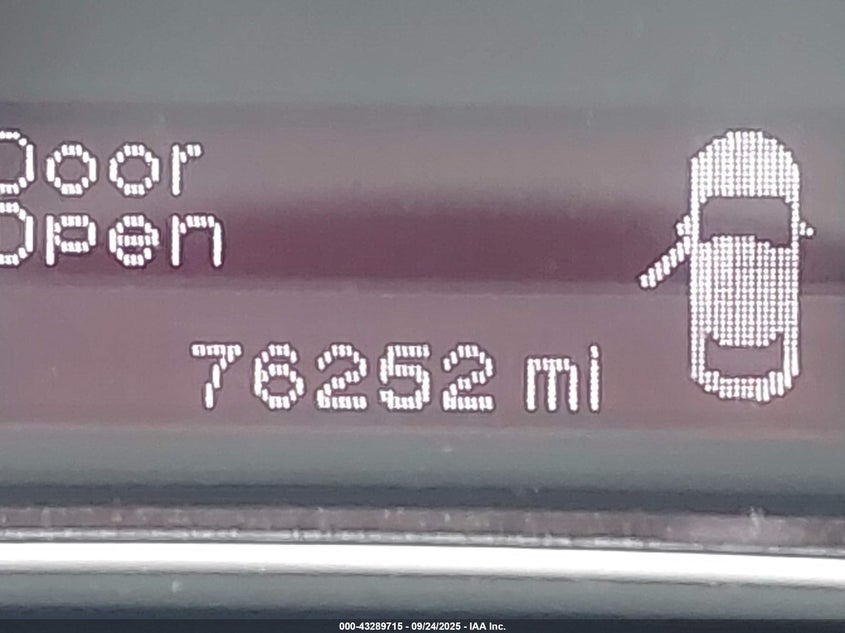 Door
Open
76252 mi
000-43289715 - 09/24/2025 - IAA Inc.